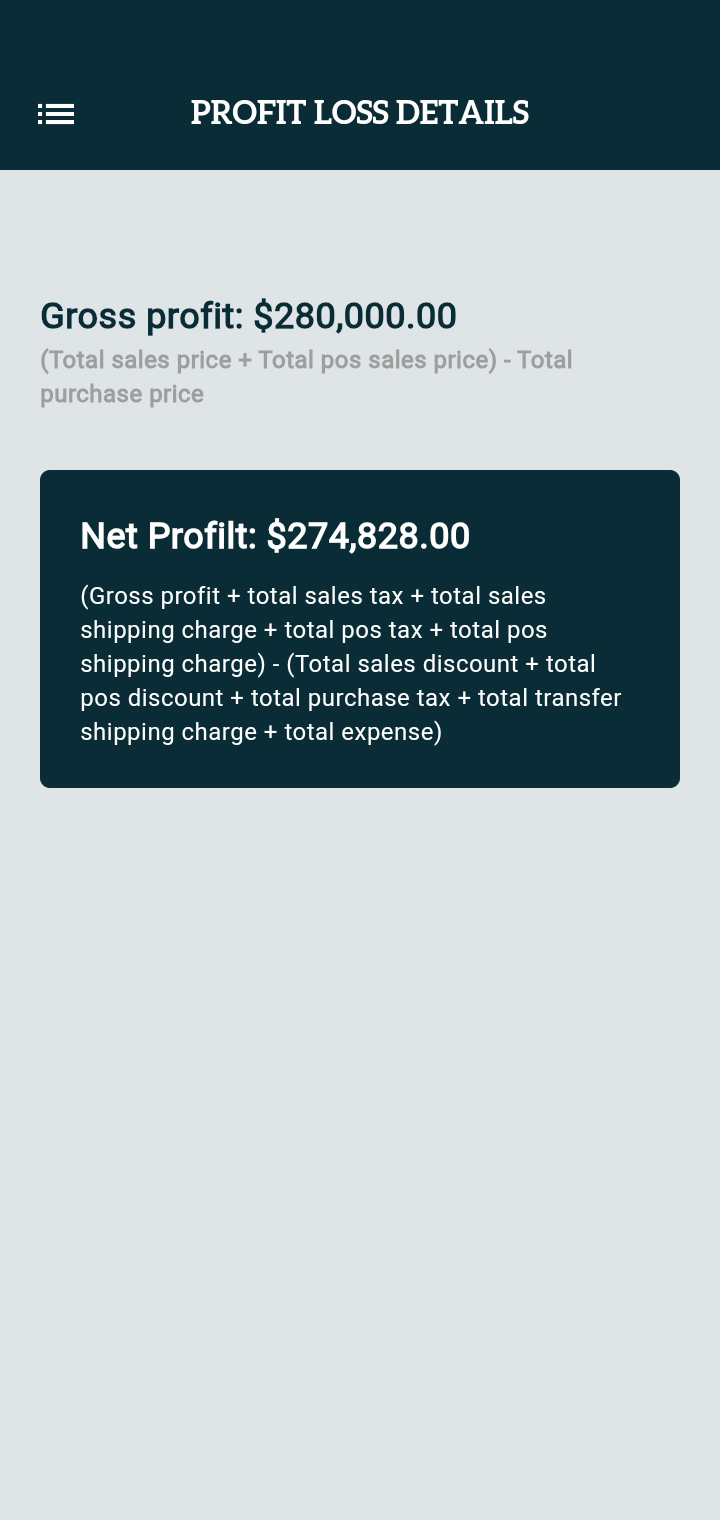 PROFIT LOSS DETAILS
Gross profit: $280,000.00
(Total sales price + Total pos sales price) - Total
purchase price
Net Profilt: $274,828.00
(Gross profit + total sales tax + total sales
shipping charge + total pos tax + total pos
shipping charge) - (Total sales discount + total
pos discount + total purchase tax + total transfer
shipping charge + total expense)